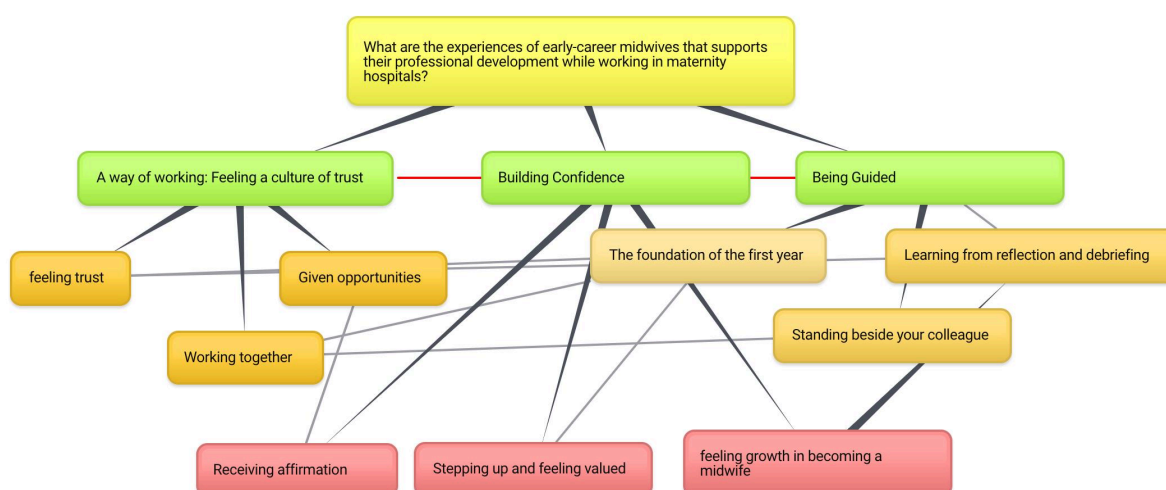 What are the experiences of early-career midwives that supports
their professional development while working in maternity
hospitals?
A way of working: Feeling a culture of trust
Building Confidence
Being Guided
The foundation of the first year
Learning from reflection and debriefing
feeling trust
Given opportunities
Standing beside your colleague
Working together
Receiving affirmation
Stepping up and feeling valued
feeling growth in becoming a
midwife